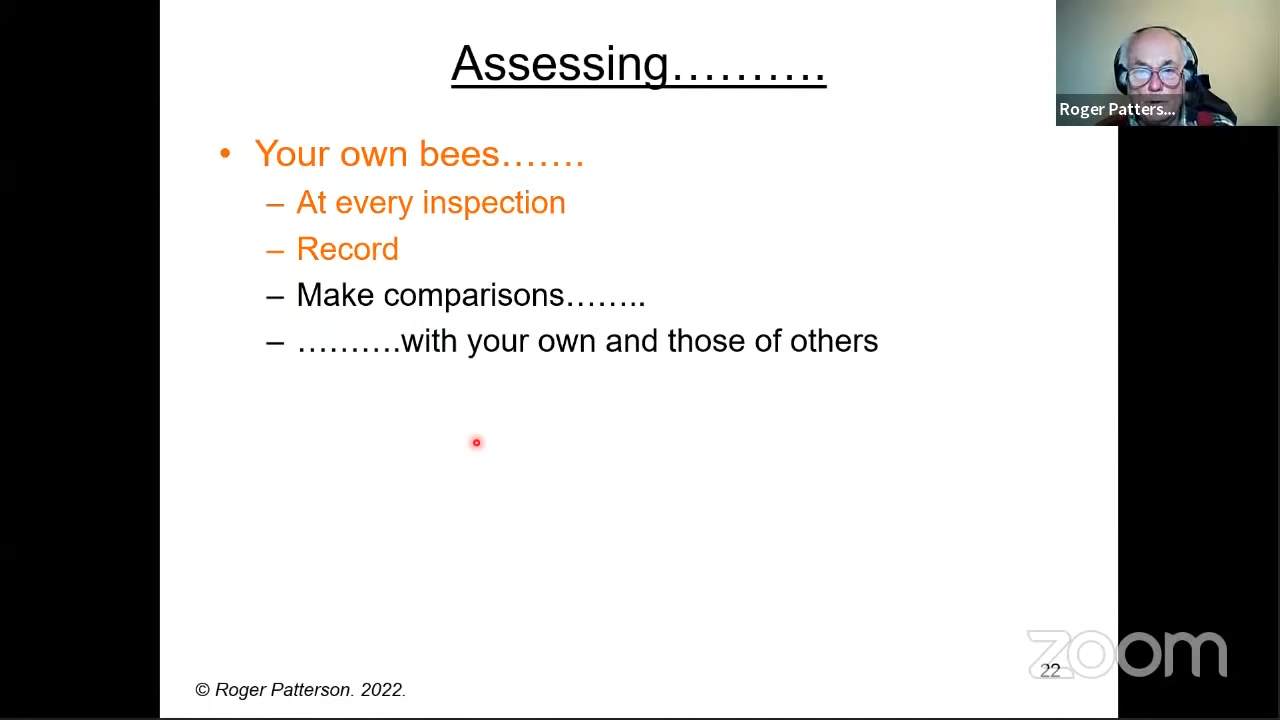 Assessing……….
Roger Patters...
• Your own bees…….
– At every inspection
– Record
– Make comparisons……..
– ……….with your own and those of others
zoom
22
© Roger Patterson. 2022.